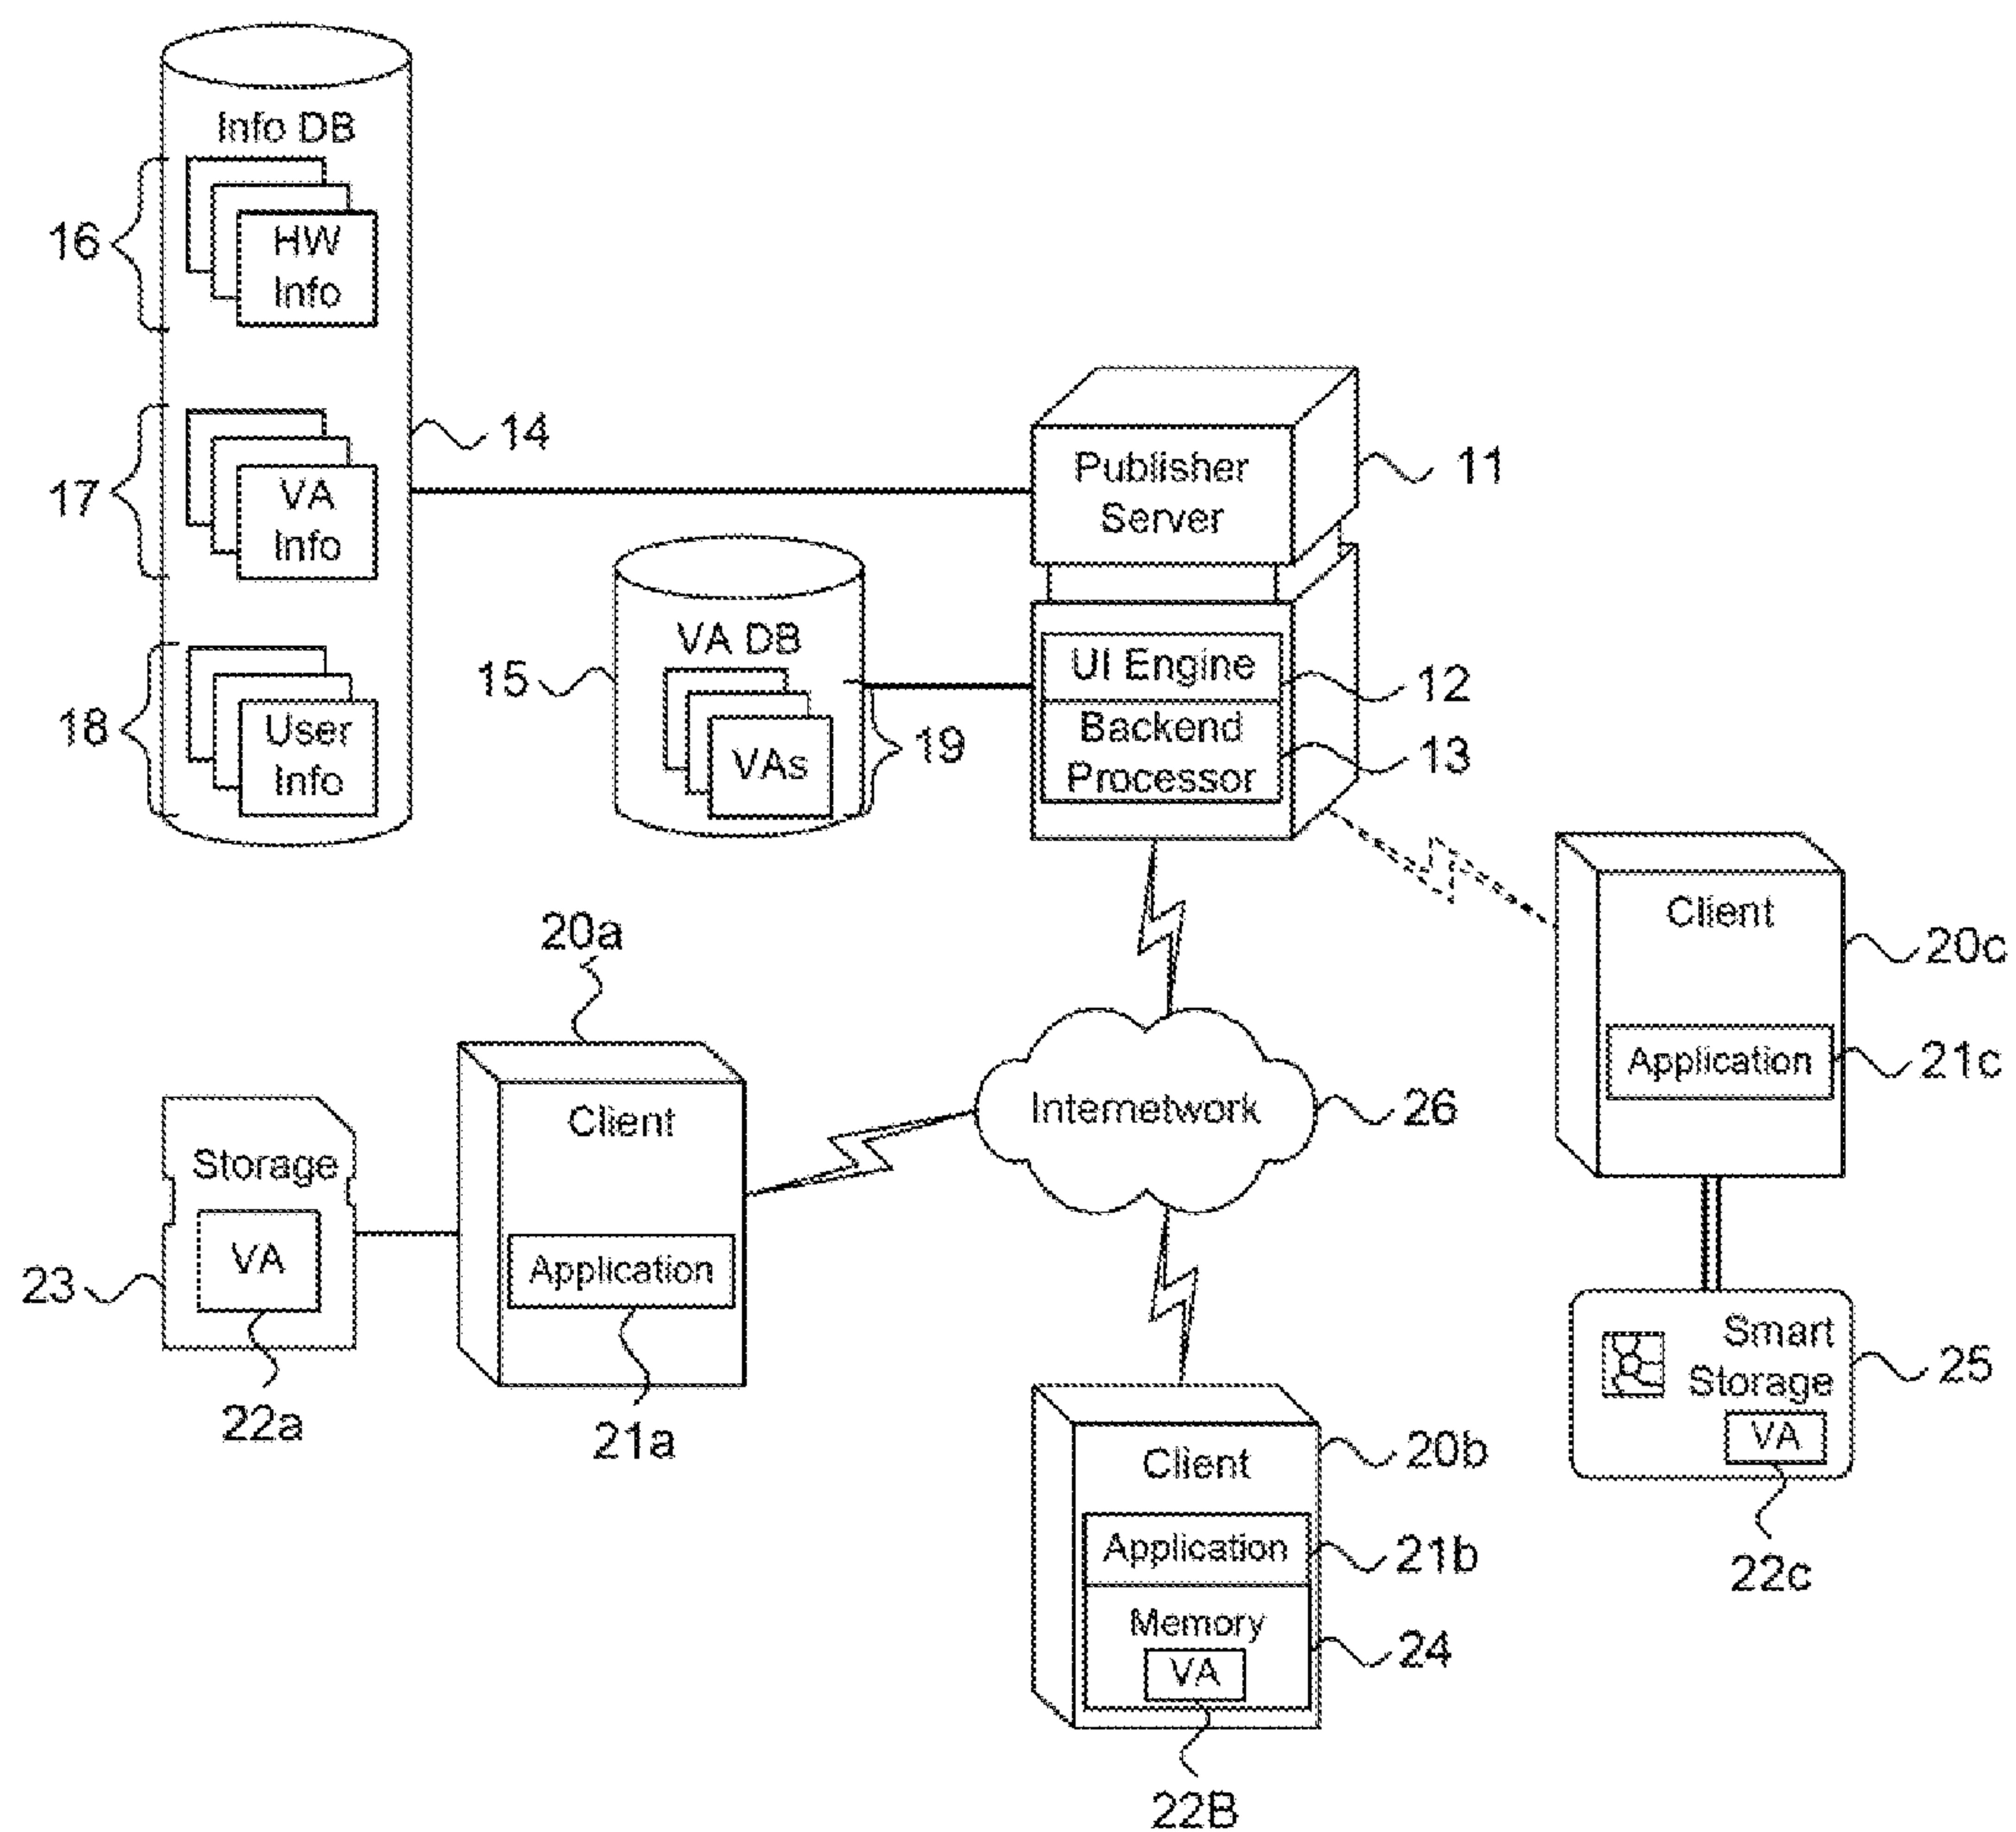 Info DB
16
HW
Info
14
17
VA
Info
18
User
Info
Publisher
Server
11
VA DB
15
VAs
19
UI Engine
12
Backend
Processor
13
20a
Client
20c
Application
21c
Client
Storage
VA
23
22a
Application
21a
Internetwork
26
Smart
Storage
25
VA
22c
Client
20b
Application
21b
Memory
24
VA
22B